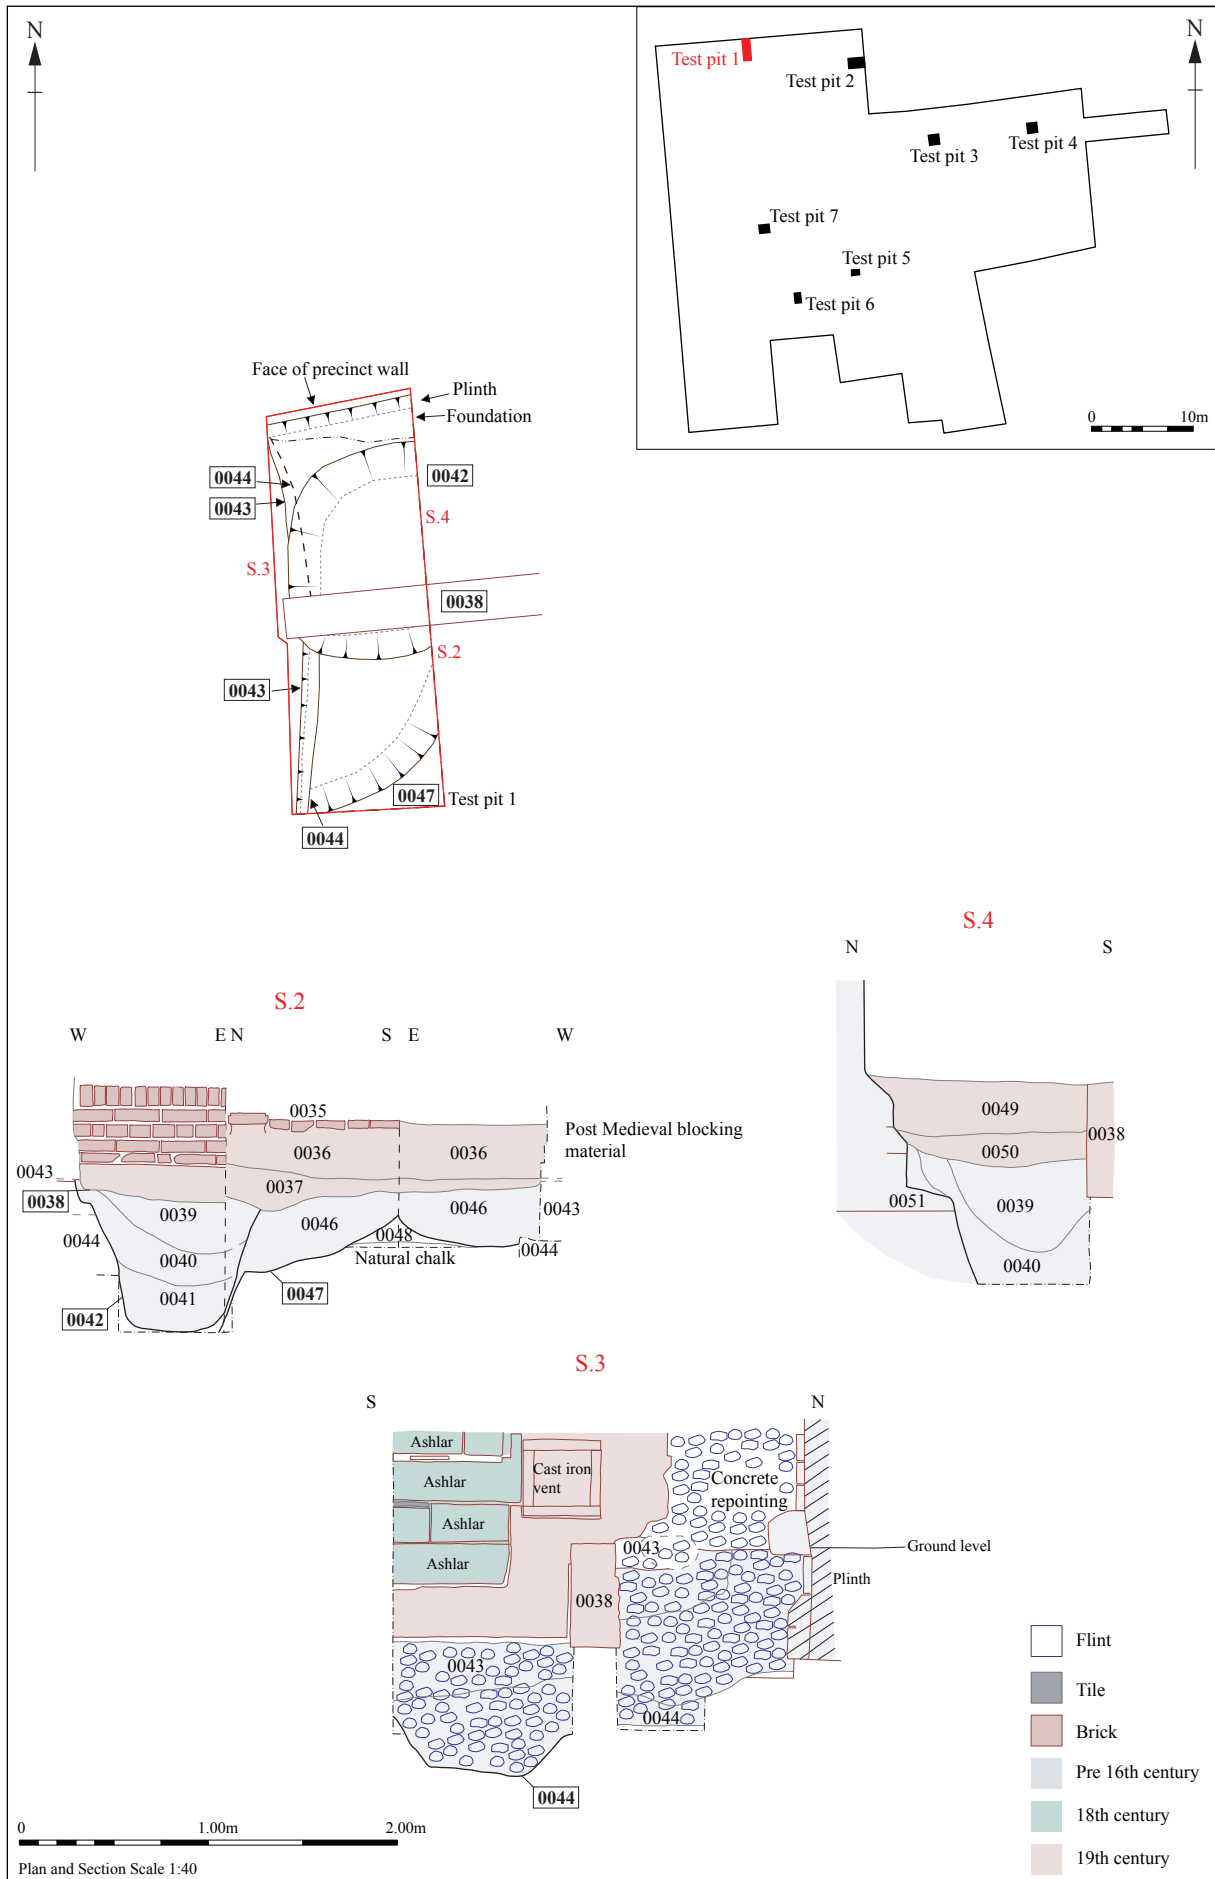 N
N
Test pit 1
Test pit 2
Test pit 3
Test pit 4
Test pit 7
Test pit 5
Test pit 6
0 10m
Face of precinct wall
Plinth
Foundation
0044
0042
0043
S.4
S.3
0038
S.2
0043
0047
Test pit 1
0044
S.4
N S
0049
0038
0050
0051
0039
0040
S.2
W E N S E W
0035
Post Medieval blocking
material
0036
0036
0043
0037
0038
0039
0046
0046
0043
0044
0048
0044
0040
Natural chalk
0041
0047
0042
S.3
S N
Ashlar
Cast iron
vent
Concrete
repointing
Ashlar
Ashlar
0043
Ground level
Ashlar
Plinth
0038
0043
0044
0044
Flint
Tile
Brick
Pre 16th century
18th century
19th century
0 1.00m 2.00m
Plan and Section Scale 1:40